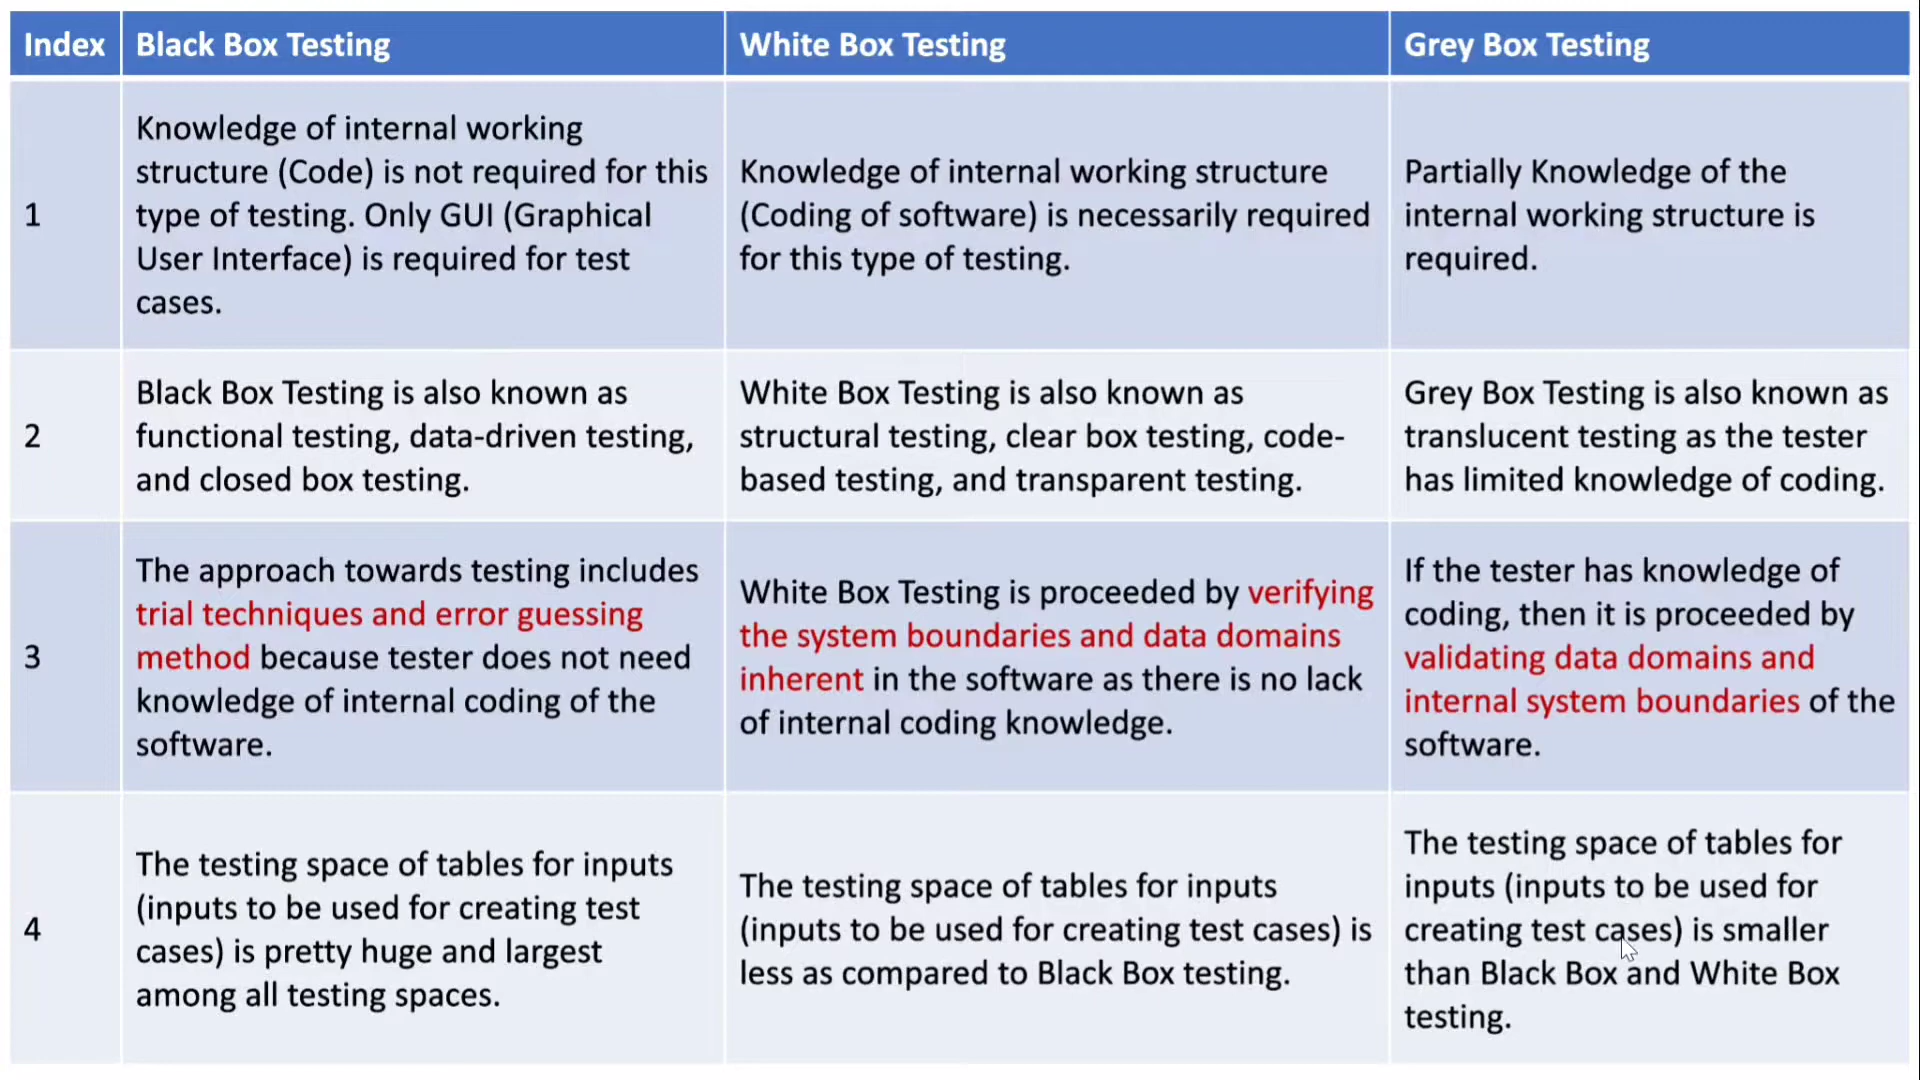 Index
Black Box Testing
White Box Testing
Grey Box Testing
1
Knowledge of internal working
structure (Code) is not required for this
type of testing. Only GUI (Graphical
User Interface) is required for test
cases.
Knowledge of internal working structure
(Coding of software) is necessarily required
for this type of testing.
Partially Knowledge of the
internal working structure is
required.
2
Black Box Testing is also known as
functional testing, data-driven testing,
and closed box testing.
White Box Testing is also known as
structural testing, clear box testing, code-
based testing, and transparent testing.
Grey Box Testing is also known as
translucent testing as the tester
has limited knowledge of coding.
3
The approach towards testing includes
trial techniques and error guessing
method because tester does not need
knowledge of internal coding of the
software.
White Box Testing is proceeded by verifying
the system boundaries and data domains
inherent in the software as there is no lack
of internal coding knowledge.
If the tester has knowledge of
coding, then it is proceeded by
validating data domains and
internal system boundaries of the
software.
4
The testing space of tables for inputs
(inputs to be used for creating test
cases) is pretty huge and largest
among all testing spaces.
The testing space of tables for inputs
(inputs to be used for creating test cases) is
less as compared to Black Box testing.
The testing space of tables for
inputs (inputs to be used for
creating test cases) is smaller
than Black Box and White Box
testing.